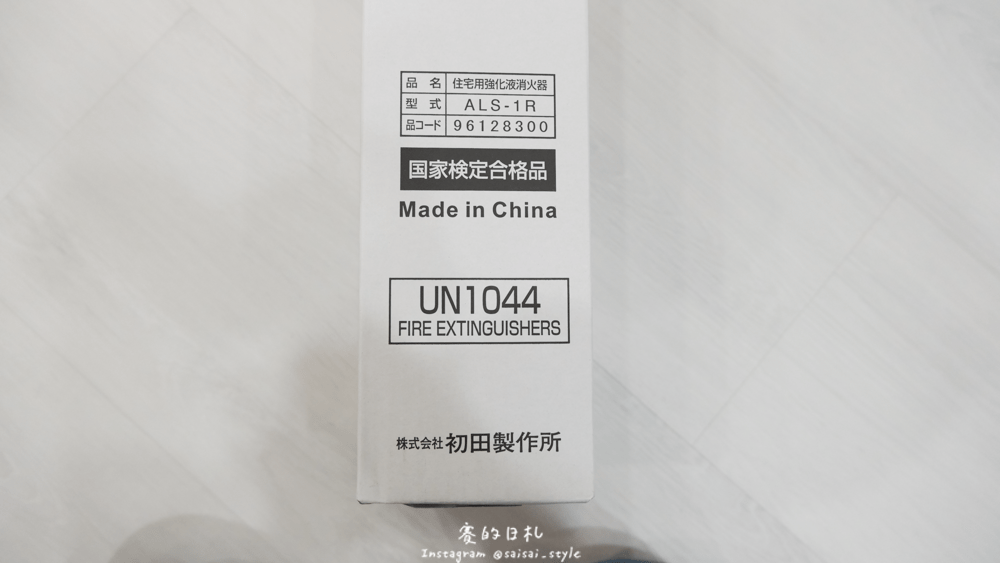 品名 住宅用強化液消火器
型式 ALS-1R
品コード 96128300
国家検定合格品
Made in China
UN1044
FIRE EXTINGUISHERS
株式会社 初田製作所
賽的日札
Instagram @saisai_style